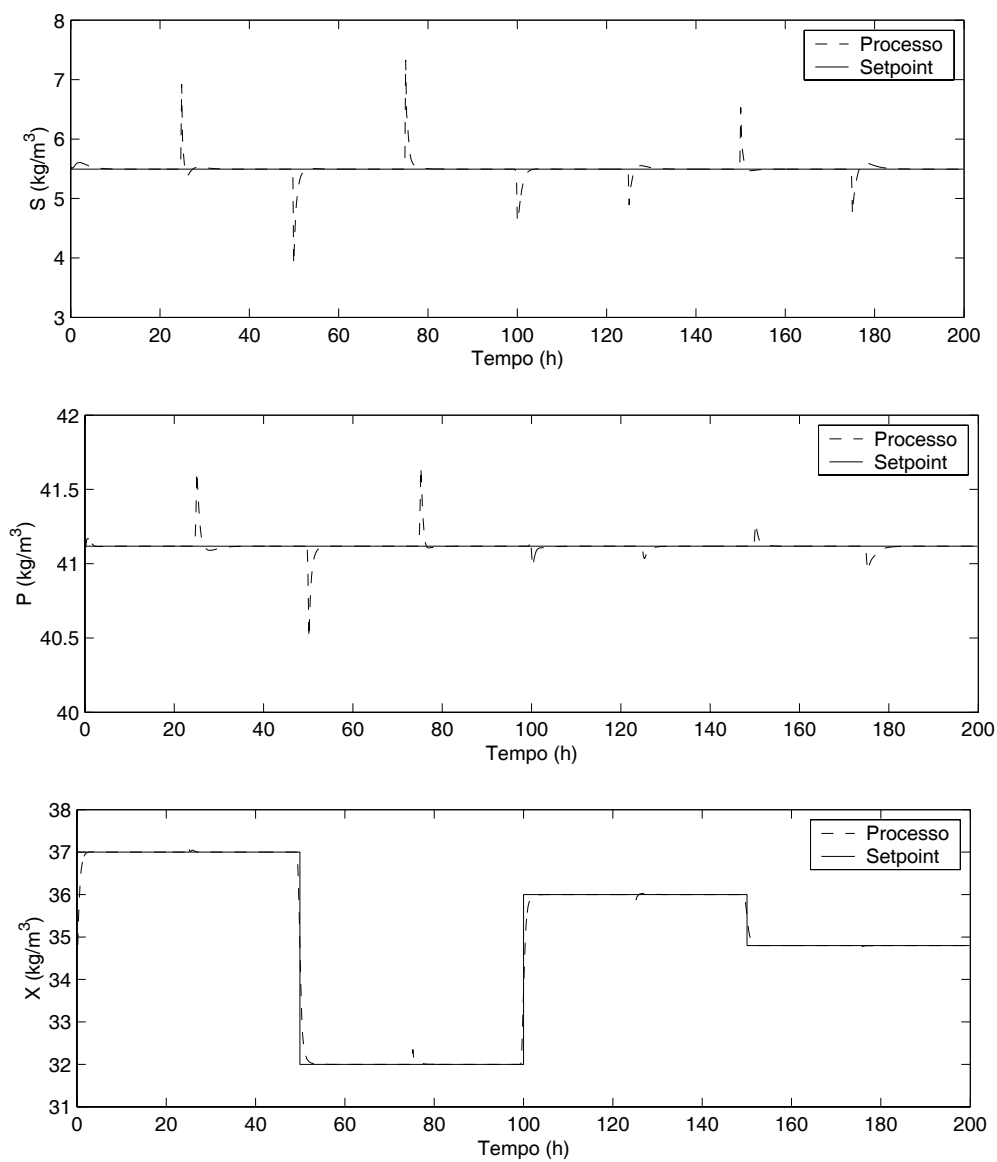 8
7
6
5
4
3
S (kg/m³)
Processo
Setpoint
0 20 40 60 80 100 120 140 160 180 200
Tempo (h)
42
41.5
41
40.5
40
P (kg/m³)
Processo
Setpoint
0 20 40 60 80 100 120 140 160 180 200
Tempo (h)
38
37
36
35
34
33
32
31
X (kg/m³)
Processo
Setpoint
0 20 40 60 80 100 120 140 160 180 200
Tempo (h)